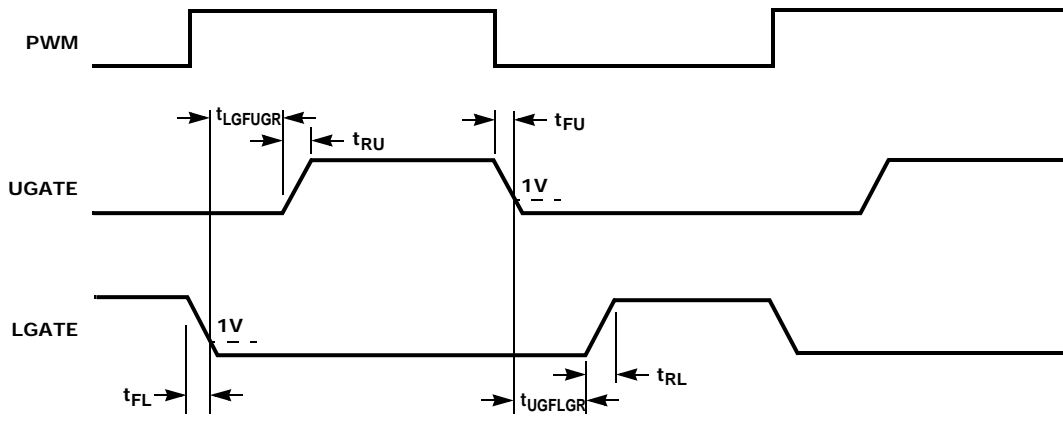 PWM
tLGFUGR
tFU
tRU
UGATE
1V
LGATE
1V
tRL
tFL
tUGFLGR